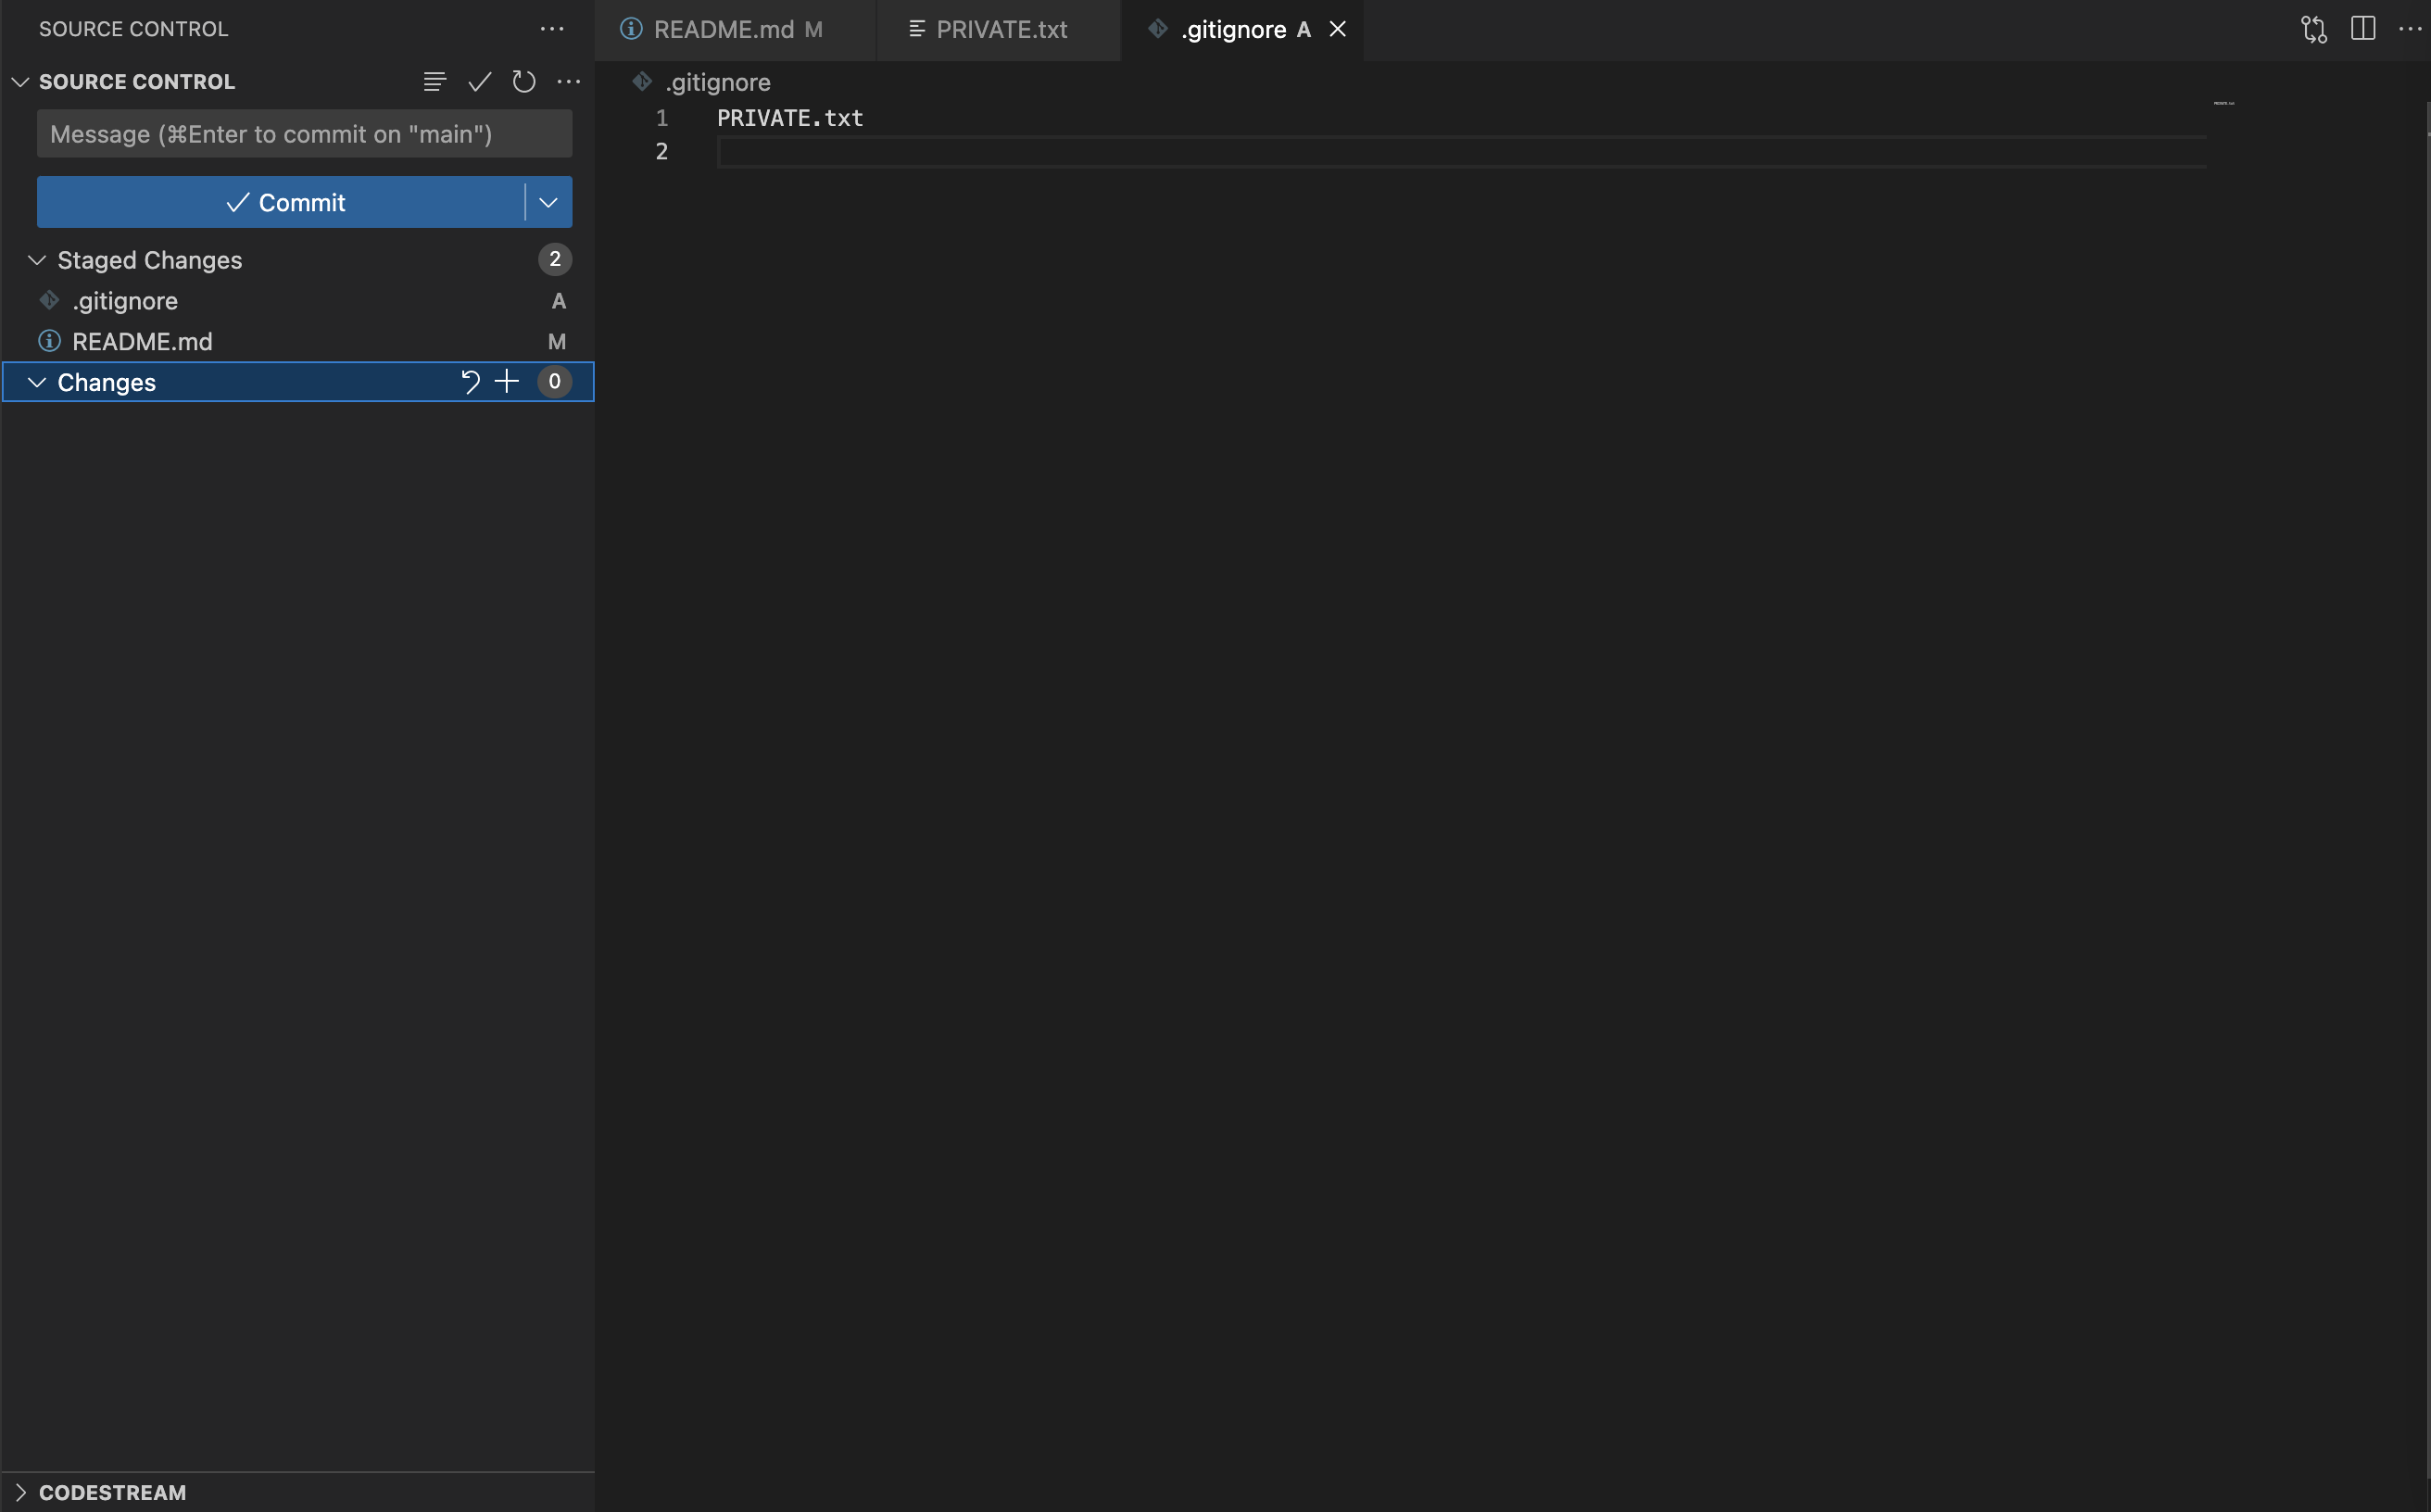 SOURCE CONTROL
SOURCE CONTROL
Message (⌘Enter to commit on "main")
Commit
Staged Changes 2
.gitignore A
README.md M
Changes 0
CODESTREAM
README.md M
PRIVATE.txt
.gitignore A
.gitignore
1 PRIVATE.txt
2